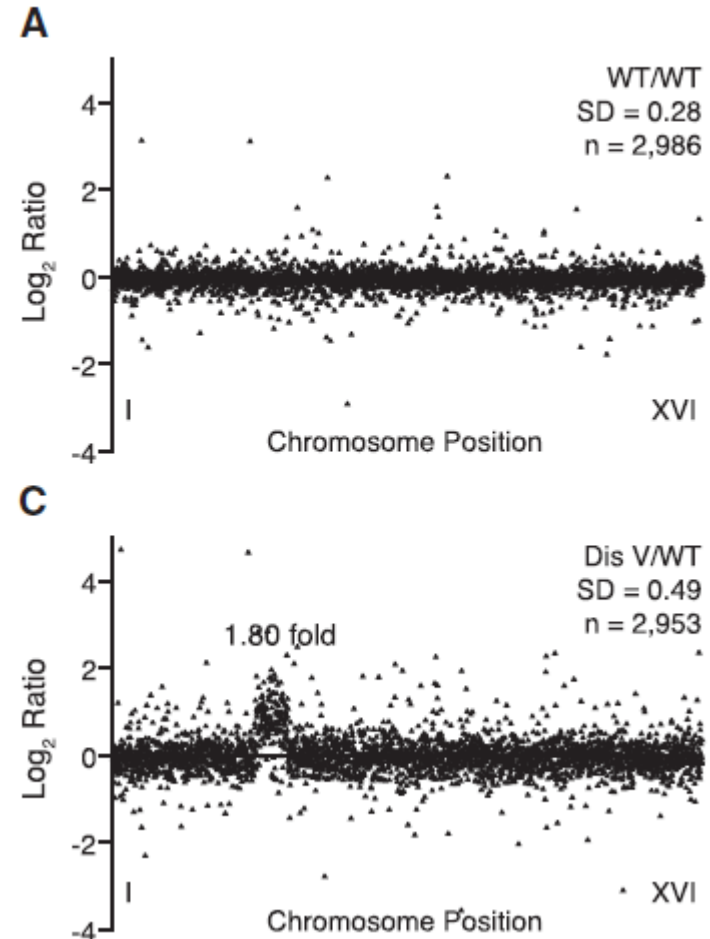 A
WT/WT
SD = 0.28
n = 2,986
4
2
0
-2
-4
Log2 Ratio
I
XVI
Chromosome Position
C
Dis V/WT
SD = 0.49
n = 2,953
1.80 fold
4
2
0
-2
-4
Log2 Ratio
I
XVI
Chromosome Position